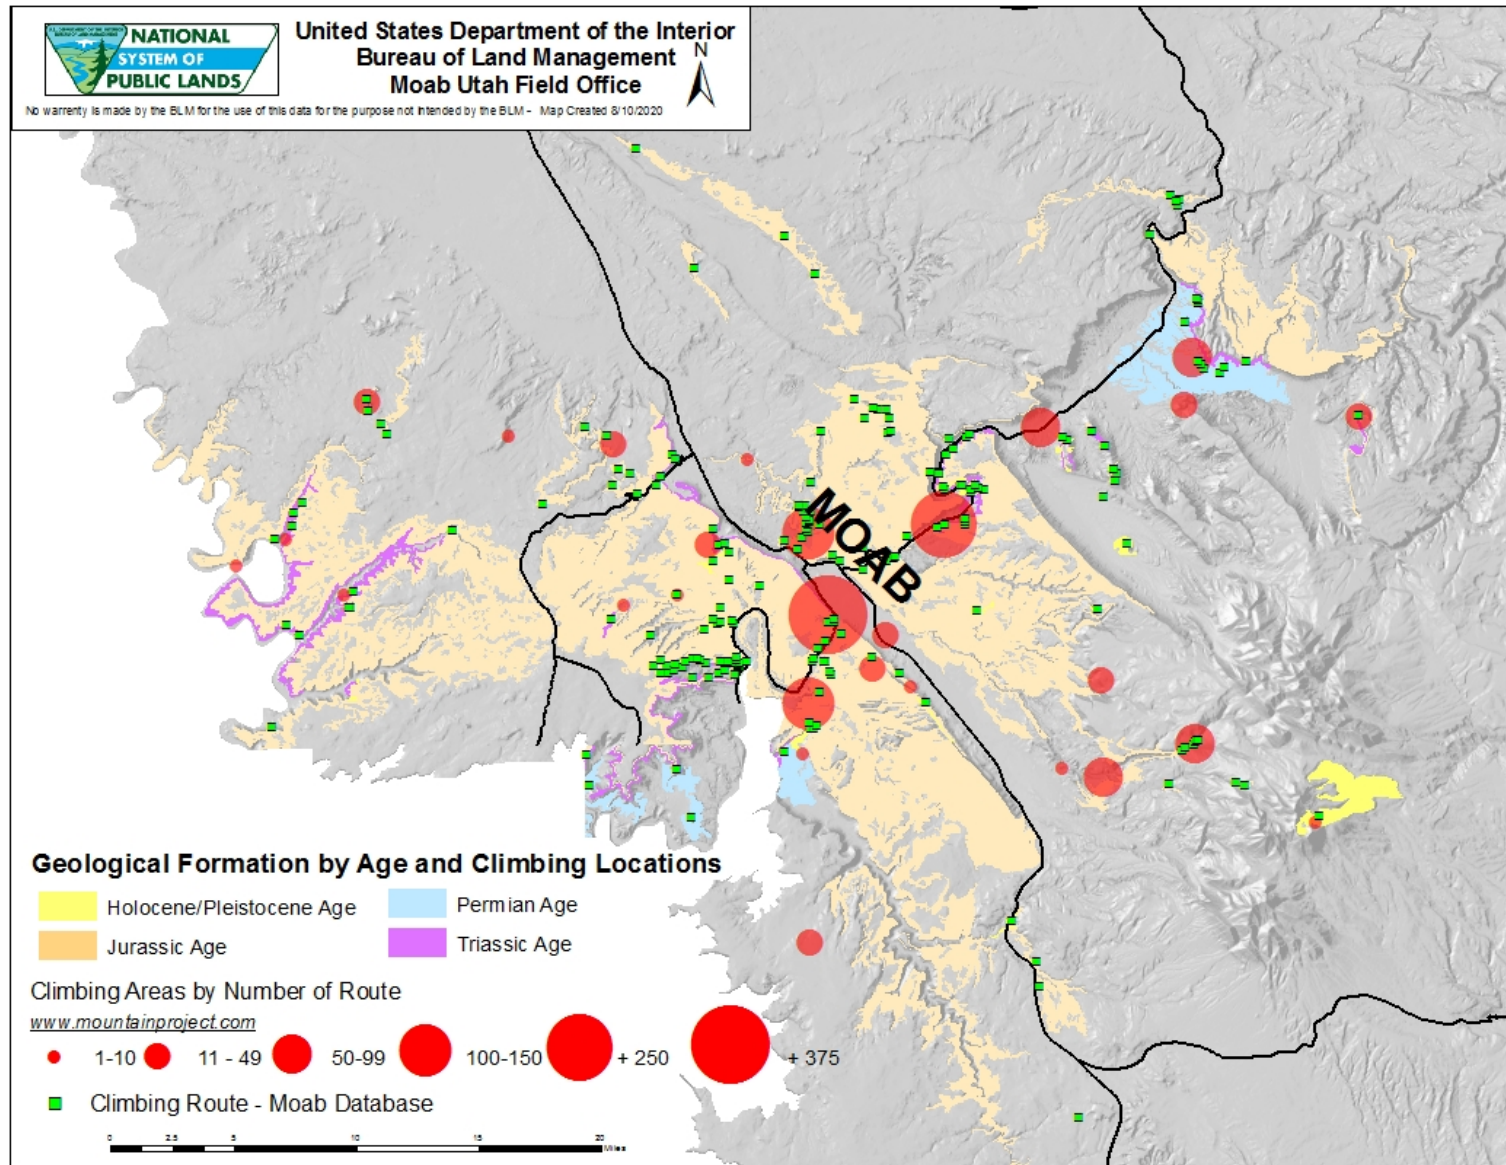 NATIONAL
SYSTEM OF
PUBLIC LANDS
United States Department of the Interior
Bureau of Land Management
Moab Utah Field Office
N
No warrenty is made by the BLM for the use of this data for the purpose not intended by the BLM - Map Created 8/10/2020
MOAB
Geological Formation by Age and Climbing Locations
Holocene/Pleistocene Age
Permian Age
Jurassic Age
Triassic Age
Climbing Areas by Number of Route
www.mountainproject.com
1-10
11 - 49
50-99
100-150
+ 250
+ 375
Climbing Route - Moab Database
0 2.5 5 10 15 20
Miles